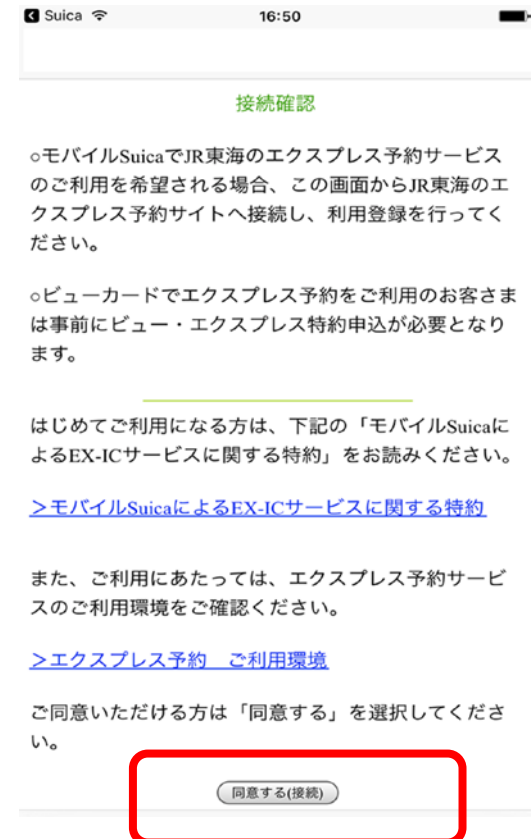 Suica 16:50
接続確認
○モバイルSuicaでJR東海のエクスプレス予約サービス
のご利用を希望される場合、この画面からJR東海のエ
クスプレス予約サイトへ接続し、利用登録を行ってく
ださい。
○ビューカードでエクスプレス予約をご利用のお客さま
は事前にビュー・エクスプレス特約申込が必要となり
ます。
はじめてご利用になる方は、下記の「モバイルSuicaに
よるEX-ICサービスに関する特約」をお読みください。
>モバイルSuicaによるEX-ICサービスに関する特約
また、ご利用にあたっては、エクスプレス予約サービ
スのご利用環境をご確認ください。
>エクスプレス予約　ご利用環境
ご同意いただける方は「同意する」を選択してくださ
い。
同意する(接続)